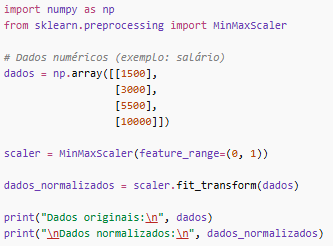 import numpy as np
from sklearn.preprocessing import MinMaxScaler
# Dados numéricos (exemplo: salário)
dados = np.array([[1500],
[3000],
[5500],
[10000]])
scaler = MinMaxScaler(feature_range=(0, 1))
dados_normalizados = scaler.fit_transform(dados)
print("Dados originais:\n", dados)
print("\nDados normalizados:\n", dados_normalizados)